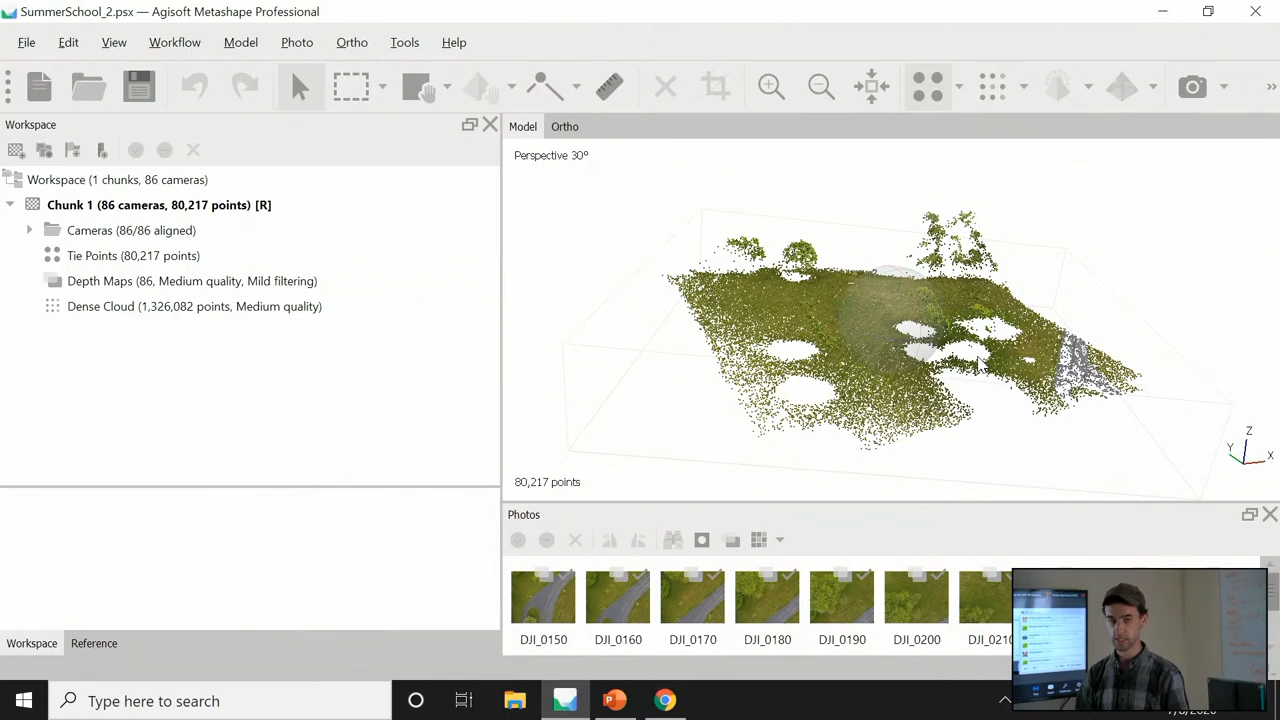 SummerSchool_2.psx — Agisoft Metashape Professional
File Edit View Workflow Model Photo Ortho Tools Help
Workspace
Model Ortho
Perspective 30°
Workspace (1 chunks, 86 cameras)
Chunk 1 (86 cameras, 80,217 points) [R]
Cameras (86/86 aligned)
Tie Points (80,217 points)
Depth Maps (86, Medium quality, Mild filtering)
Dense Cloud (1,326,082 points, Medium quality)
Z
Y
X
80,217 points
Photos
DJI_0150 DJI_0160 DJI_0170 DJI_0180 DJI_0190 DJI_0200 DJI_0210
Workspace Reference
Type here to search